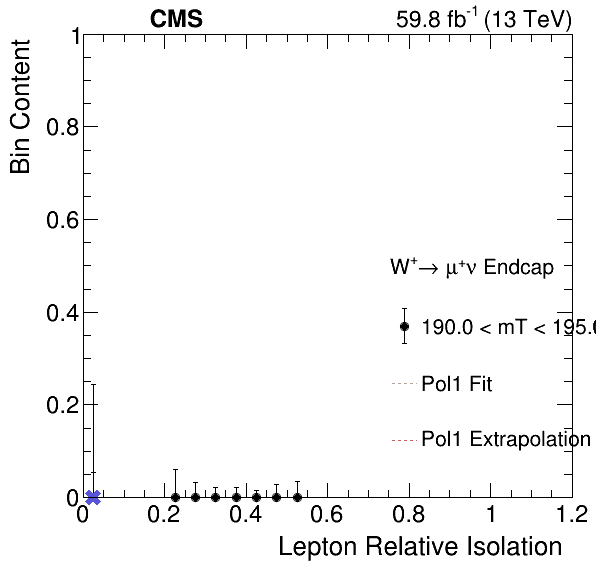 CMS 59.8 fb⁻¹ (13 TeV)
Bin Content
1
0.8
0.6
0.4
0.2
0
W⁺→ μ⁺ν Endcap
190.0 < mT < 195.0
Pol1 Fit
Pol1 Extrapolation
0 0.2 0.4 0.6 0.8 1 1.2
Lepton Relative Isolation